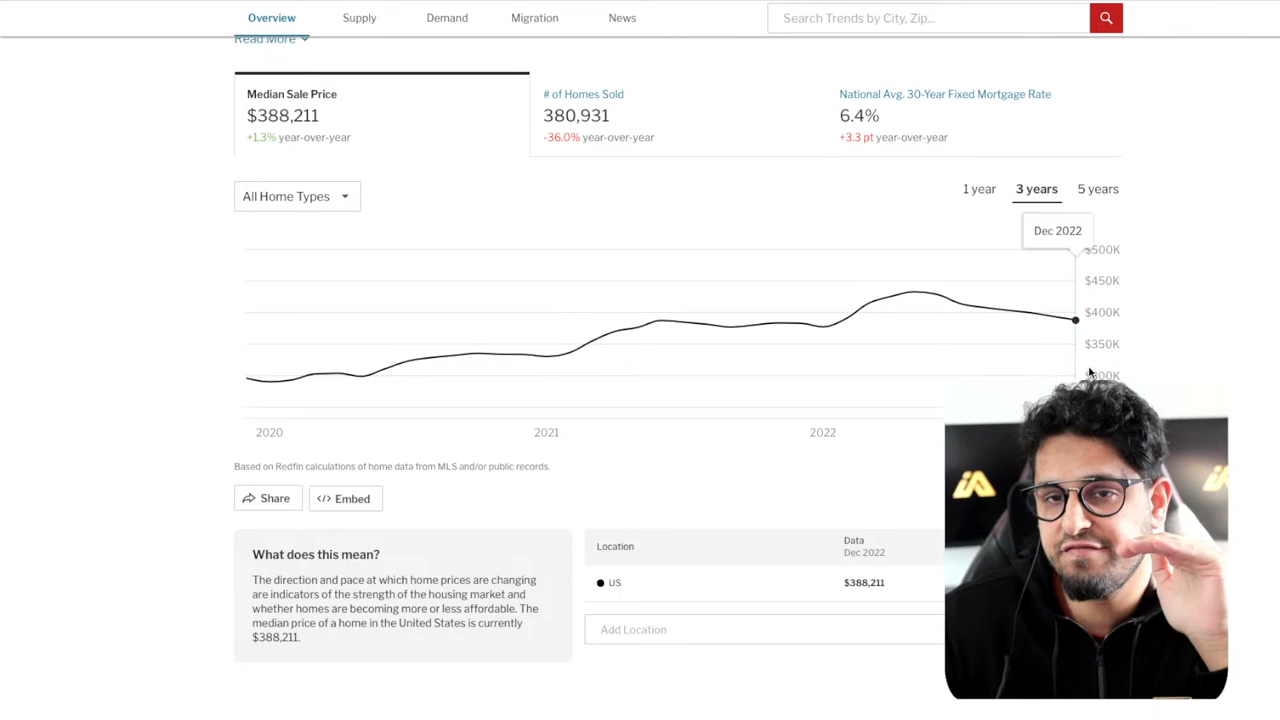 Overview Supply Demand Migration News Search Trends by City, Zip...
Read More
Median Sale Price # of Homes Sold National Avg. 30-Year Fixed Mortgage Rate
$388,211 380,931 6.4%
+1.3% year-over-year -36.0% year-over-year +3.3 pt year-over-year
All Home Types 1 year 3 years 5 years
Dec 2022
$500K
$450K
$400K
$350K
2020 2021 2022
Based on Redfin calculations of home data from MLS and/or public records.
Share </> Embed
What does this mean?
The direction and pace at which home prices are changing
are indicators of the strength of the housing market and
whether homes are becoming more or less affordable. The
median price of a home in the United States is currently
$388,211.
Location Data
Dec 2022
US $388,211
Add Location